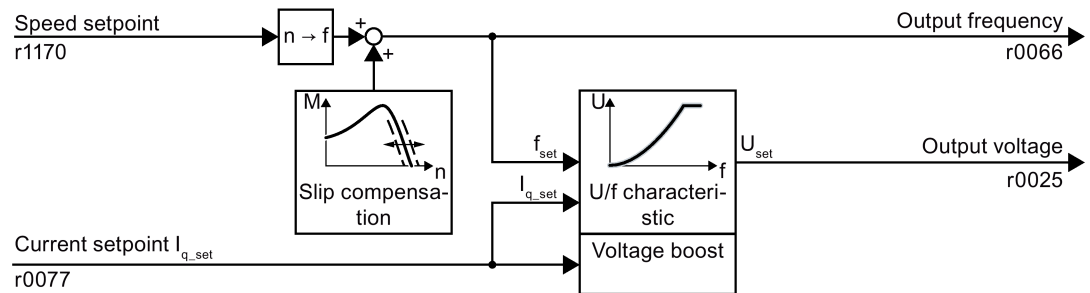 Speed setpoint
r1170
n → f
+
+
Output frequency
r0066
M
n
Slip compensa-
tion
U
f
U/f characteri-
stic
Voltage boost
f_set
I_q_set
U_set
Output voltage
r0025
Current setpoint I_q_set
r0077